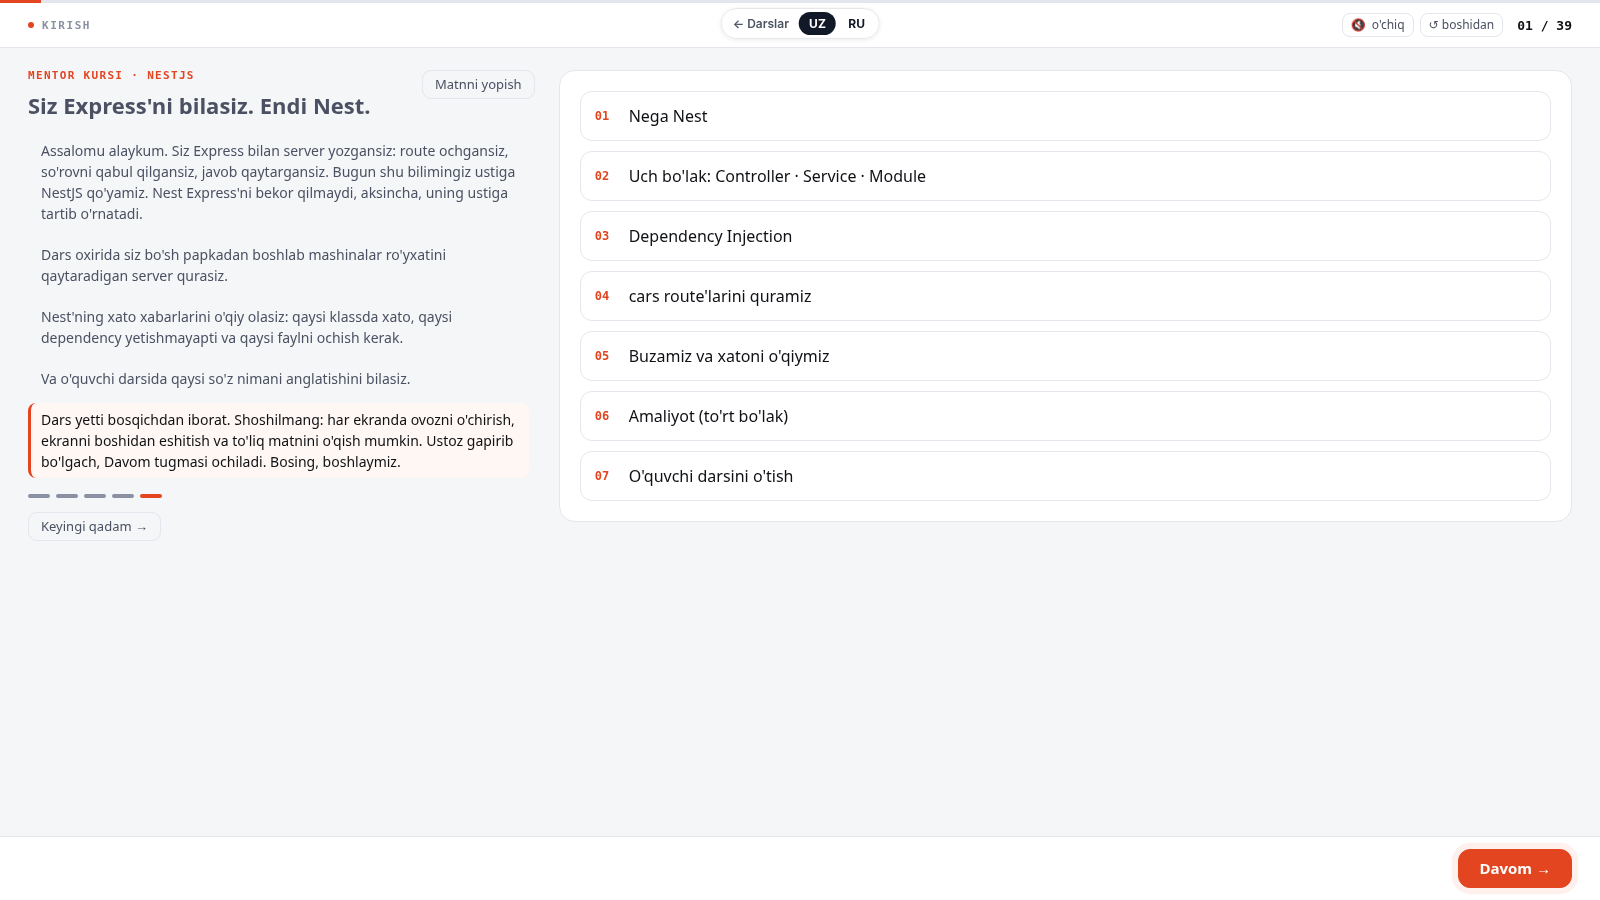 KIRISH
← Darslar UZ RU
🔇 o'chiq ↺ boshidan 01 / 39
MENTOR KURSI · NESTJS
Matnni yopish
Siz Express'ni bilasiz. Endi Nest.
Assalomu alaykum. Siz Express bilan server yozgansiz: route ochgansiz,
so'rovni qabul qilgansiz, javob qaytargansiz. Bugun shu bilimingiz ustiga
NestJS qo'yamiz. Nest Express'ni bekor qilmaydi, aksincha, uning ustiga
tartib o'rnatadi.
Dars oxirida siz bo'sh papkadan boshlab mashinalar ro'yxatini
qaytaradigan server qurasiz.
Nest'ning xato xabarlarini o'qiy olasiz: qaysi klassda xato, qaysi
dependency yetishmayapti va qaysi faylni ochish kerak.
Va o'quvchi darsida qaysi so'z nimani anglatishini bilasiz.
Dars yetti bosqichdan iborat. Shoshilmang: har ekranda ovozni o'chirish,
ekranni boshidan eshitish va to'liq matnini o'qish mumkin. Ustoz gapirib
bo'lgach, Davom tugmasi ochiladi. Bosing, boshlaymiz.
Keyingi qadam →
01 Nega Nest
02 Uch bo'lak: Controller · Service · Module
03 Dependency Injection
04 cars route'larini quramiz
05 Buzamiz va xatoni o'qiymiz
06 Amaliyot (to'rt bo'lak)
07 O'quvchi darsini o'tish
Davom →